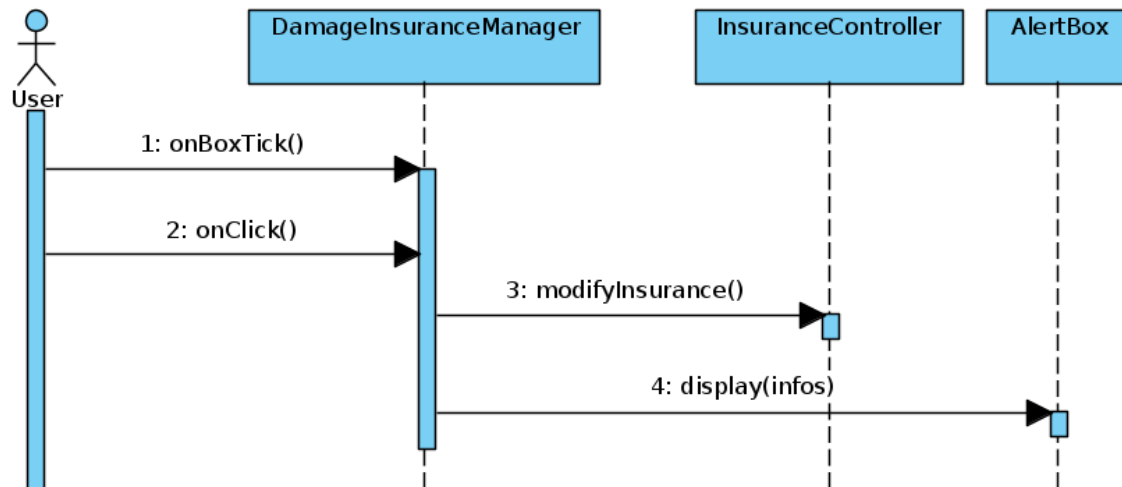 DamageInsuranceManager
InsuranceController
AlertBox
User
1: onBoxTick()
2: onClick()
3: modifyInsurance()
4: display(infos)